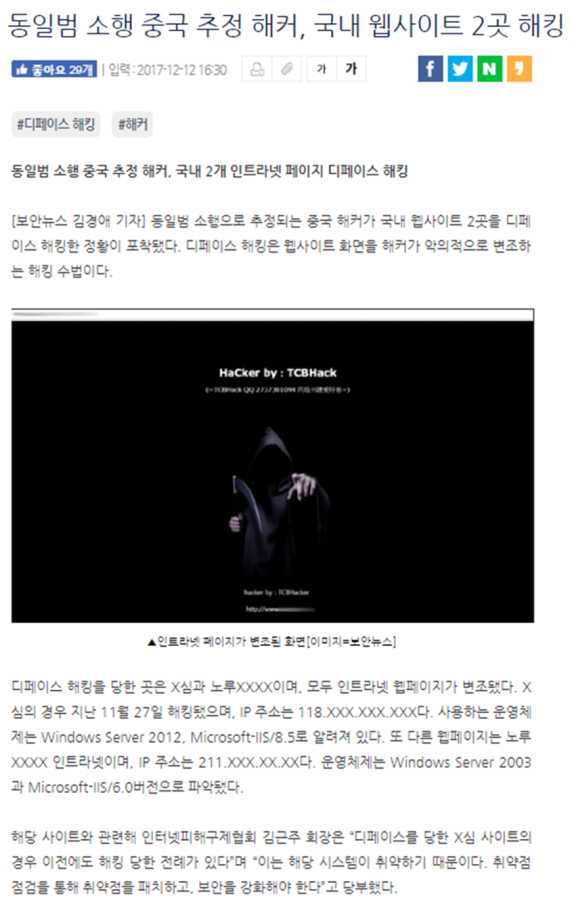 동일범 소행 중국 추정 해커, 국내 웹사이트 2곳 해킹
좋아요 29개 | 입력 : 2017-12-12 16:30
가 가
#디페이스 해킹 #해커
동일범 소행 중국 추정 해커, 국내 2개 인트라넷 페이지 디페이스 해킹
[보안뉴스 김경애 기자] 동일범 소행으로 추정되는 중국 해커가 국내 웹사이트 2곳을 디페
이스 해킹한 정황이 포착됐다. 디페이스 해킹은 웹사이트 화면을 해커가 악의적으로 변조하
는 해킹 수법이다.
HaCker by : TCBHack
TCBHack QQ 2737381094
hacker by : TCBHacker
http://www
▲인트라넷 페이지가 변조된 화면[이미지=보안뉴스]
디페이스 해킹을 당한 곳은 X심과 노루XXXX이며, 모두 인트라넷 웹페이지가 변조됐다. X
심의 경우 지난 11월 27일 해킹됐으며, IP 주소는 118.XXX.XXX.XXX다. 사용하는 운영체
제는 Windows Server 2012, Microsoft-IIS/8.5로 알려져 있다. 또 다른 웹페이지는 노루
XXXX 인트라넷이며, IP 주소는 211.XXX.XX.XX다. 운영체제는 Windows Server 2003
과 Microsoft-IIS/6.0버전으로 파악됐다.
해당 사이트와 관련해 인터넷피해구제협회 김근주 회장은 “디페이스를 당한 X심 사이트의
경우 이전에도 해킹 당한 전례가 있다”며 “이는 해당 시스템이 취약하기 때문이다. 취약점
점검을 통해 취약점을 패치하고, 보안을 강화해야 한다”고 당부했다.